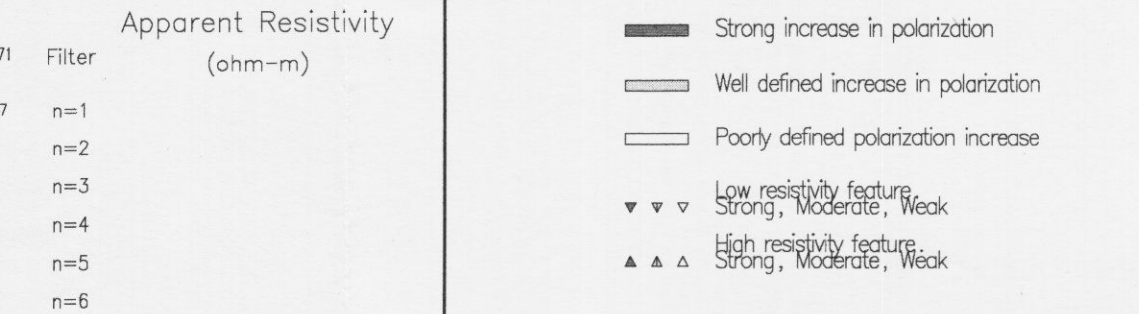 Apparent Resistivity
71 Filter
(ohm-m)
7 n=1
n=2
n=3
n=4
n=5
n=6
Strong increase in polarization
Well defined increase in polarization
Poorly defined polarization increase
Low resistivity feature.
Strong, Moderate, Weak
High resistivity feature.
Strong, Moderate, Weak